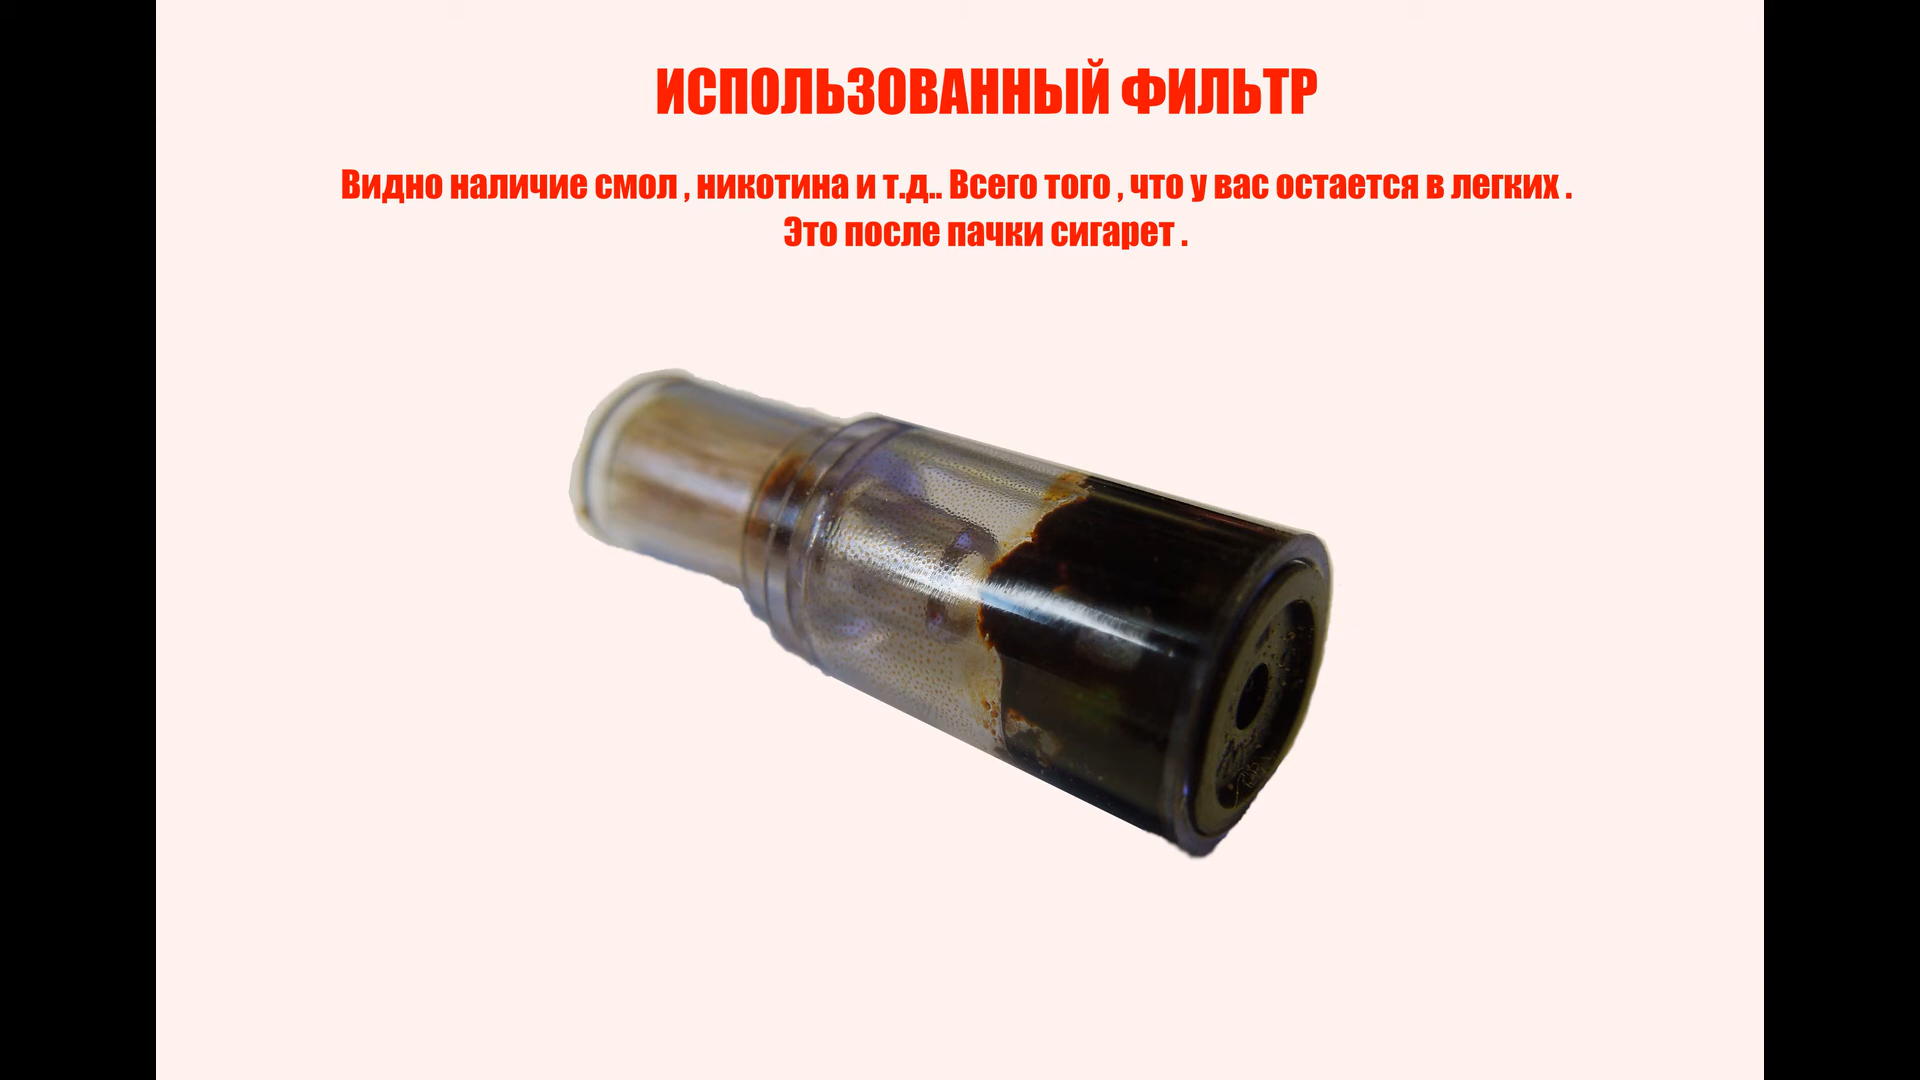 ИСПОЛЬЗОВАННЫЙ ФИЛЬТР
Видно наличие смол , никотина и т.д.. Всего того , что у вас остается в легких .
Это после пачки сигарет .